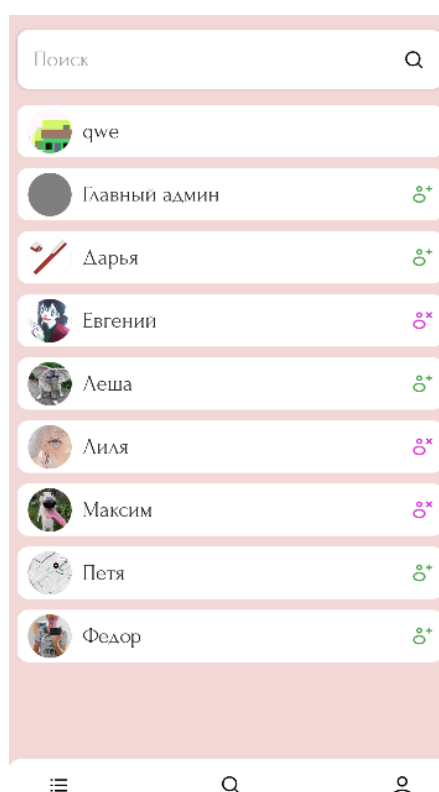 Поиск
qwe
Главный админ
Дарья
Евгений
Леша
Лиля
Максим
Петя
Федор